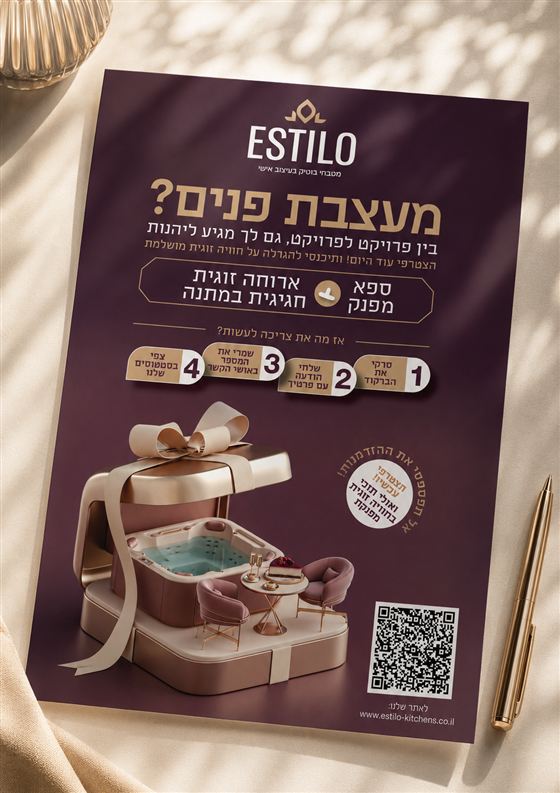 ESTILO
מטבחי בוטיק בעיצוב אישי
מעצבת פנים?
בין פרויקט לפרויקט, גם לך מגיע ליהנות
הצטרפי עוד היום! ותיכנסי להגרלה על חוויה זוגית מושלמת
ספא
מפנק
ארוחה זוגית
חגיגית במתנה
אז מה את צריכה לעשות?
1
סרקי
את
הברקוד
2
שלחי
הודעה
עם פרטיך
3
שמרי את
המספר
באנשי הקשר
4
צפי
בסטטוסים
שלנו
אל תפספסי את ההזדמנות!
תצטרפי
עכשיו!
ואולי תזכי
בחוויה זוגית
מפנקת
לאתר שלנו:
www.estilo-kitchens.co.il